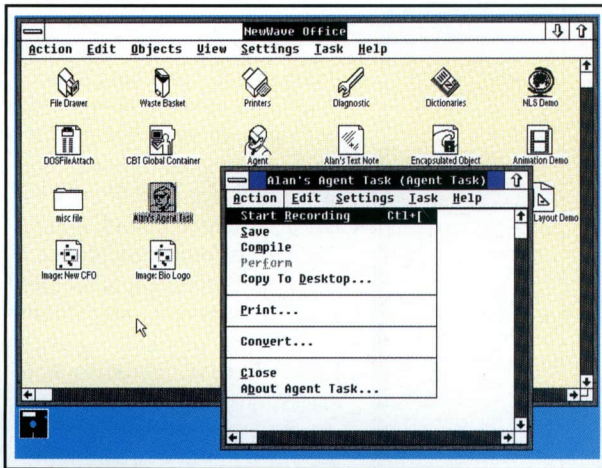 NewWave Office
Action Edit Objects View Settings Task Help
File Drawer Waste Basket Printers Diagnostic Dictionaries NLS Demo
DOSFileAttach CBT Global Container Agent Alan's Text Note Encapsulated Object Animation Demo
misc file Alan's Agent Task Layout Demo
Image: New CFO Image: Bio Logo
Alan's Agent Task (Agent Task)
Action Edit Settings Task Help
Start Recording Ctl+[
Save
Compile
Perform
Copy To Desktop...
Print...
Convert...
Close
About Agent Task...